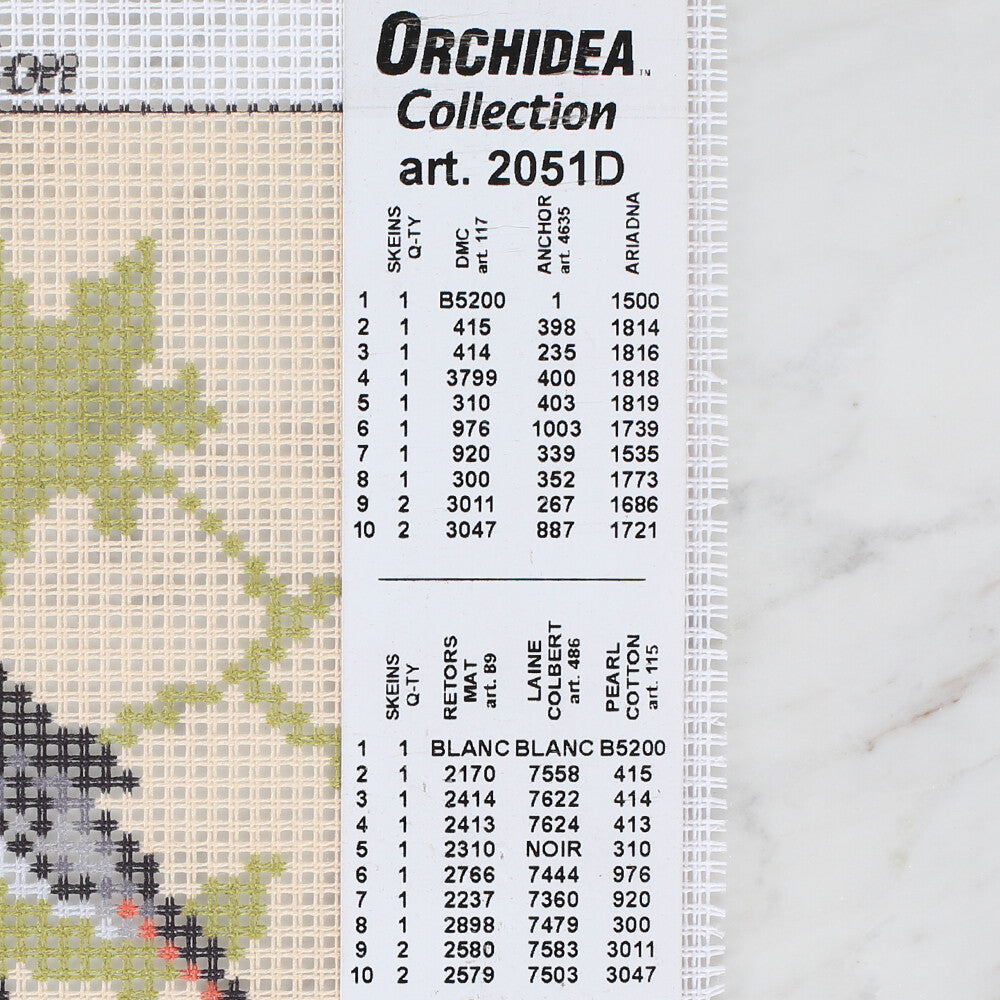 ORCHIDEA™
Collection
art. 2051D
SKEINS Q-TY DMC art. 117 ANCHOR art. 4635 ARIADNA
1 1 B5200 1 1500
2 1 415 398 1814
3 1 414 235 1816
4 1 3799 400 1818
5 1 310 403 1819
6 1 976 1003 1739
7 1 920 339 1535
8 1 300 352 1773
9 2 3011 267 1686
10 2 3047 887 1721
SKEINS Q-TY RETORS MAT art. 89 LAINE COLBERT art. 486 PEARL COTTON art. 115
1 1 BLANC BLANC B5200
2 1 2170 7558 415
3 1 2414 7622 414
4 1 2413 7624 413
5 1 2310 NOIR 310
6 1 2766 7444 976
7 1 2237 7360 920
8 1 2898 7479 300
9 2 2580 7583 3011
10 2 2579 7503 3047